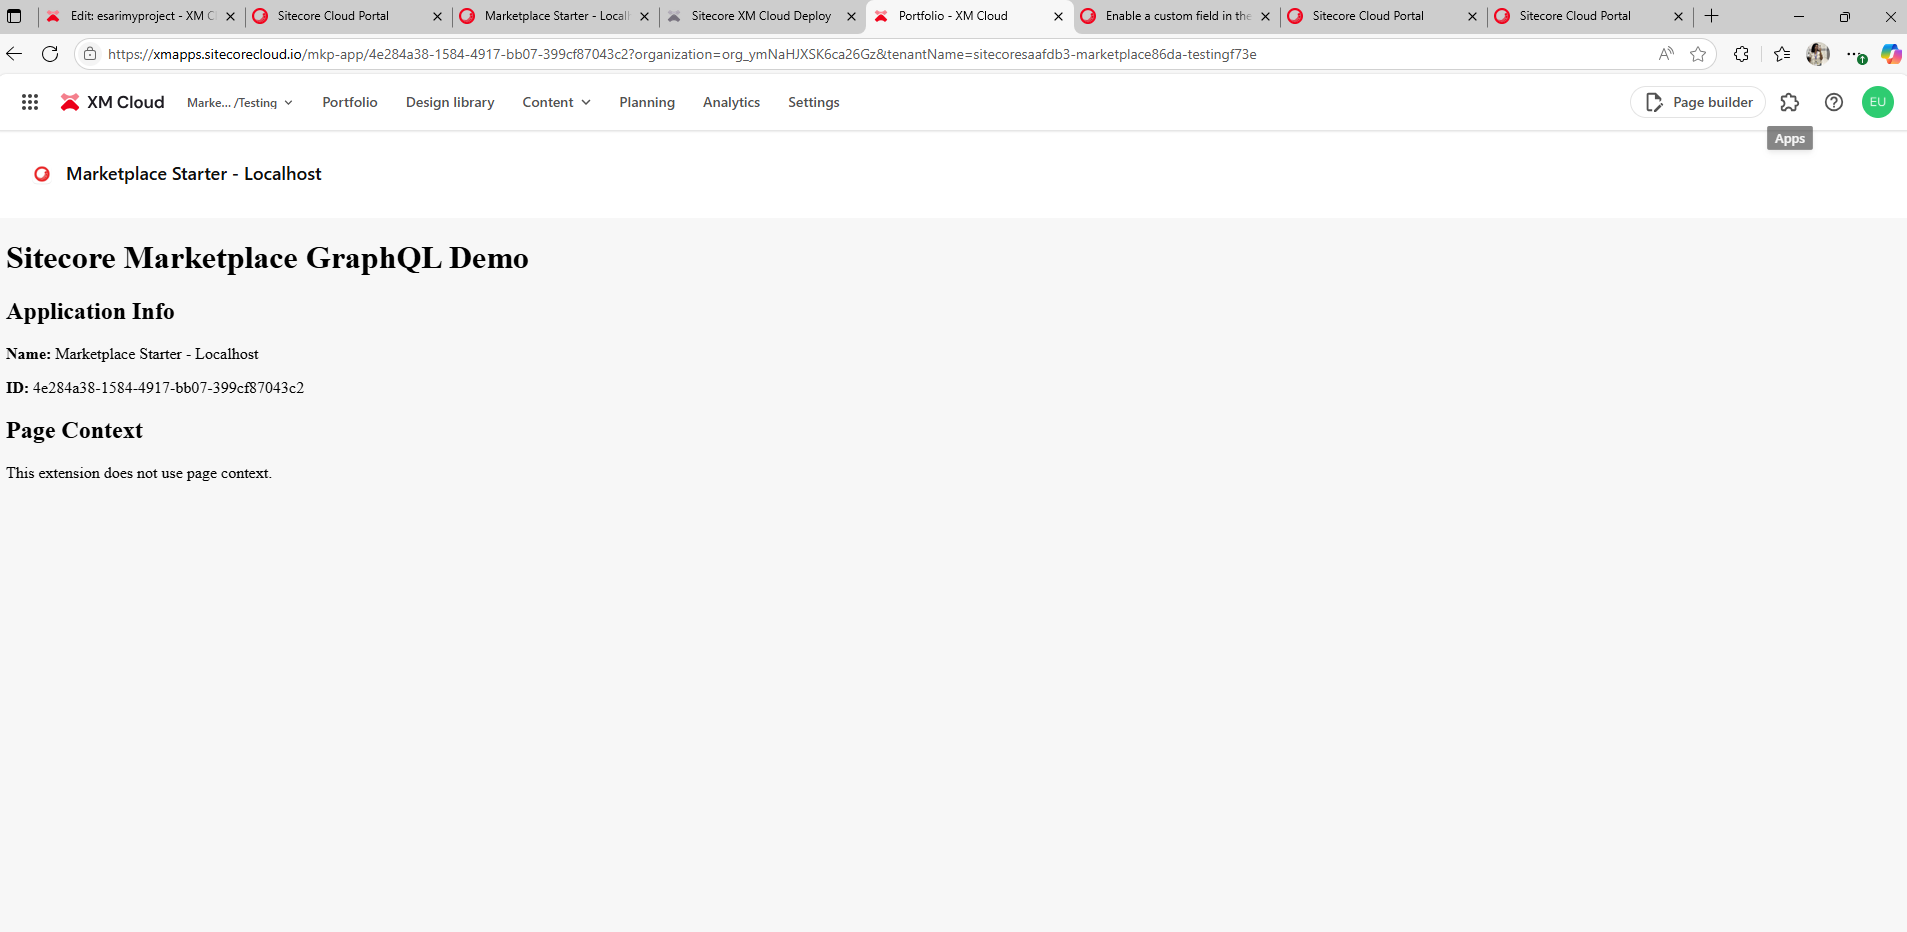 Edit: esarimyproject - XM Cl
Sitecore Cloud Portal
Marketplace Starter - Localh
Sitecore XM Cloud Deploy
Portfolio - XM Cloud
Enable a custom field in the
Sitecore Cloud Portal
Sitecore Cloud Portal
https://xmapps.sitecorecloud.io/mkp-app/4e284a38-1584-4917-bb07-399cf87043c2?organization=org_ymNaHJXSK6ca26Gz&tenantName=sitecoresaafdb3-marketplace86da-testingf73e
XM Cloud
Marke... /Testing
Portfolio
Design library
Content
Planning
Analytics
Settings
Page builder
EU
Apps
Marketplace Starter - Localhost
Sitecore Marketplace GraphQL Demo
Application Info
Name: Marketplace Starter - Localhost
ID: 4e284a38-1584-4917-bb07-399cf87043c2
Page Context
This extension does not use page context.